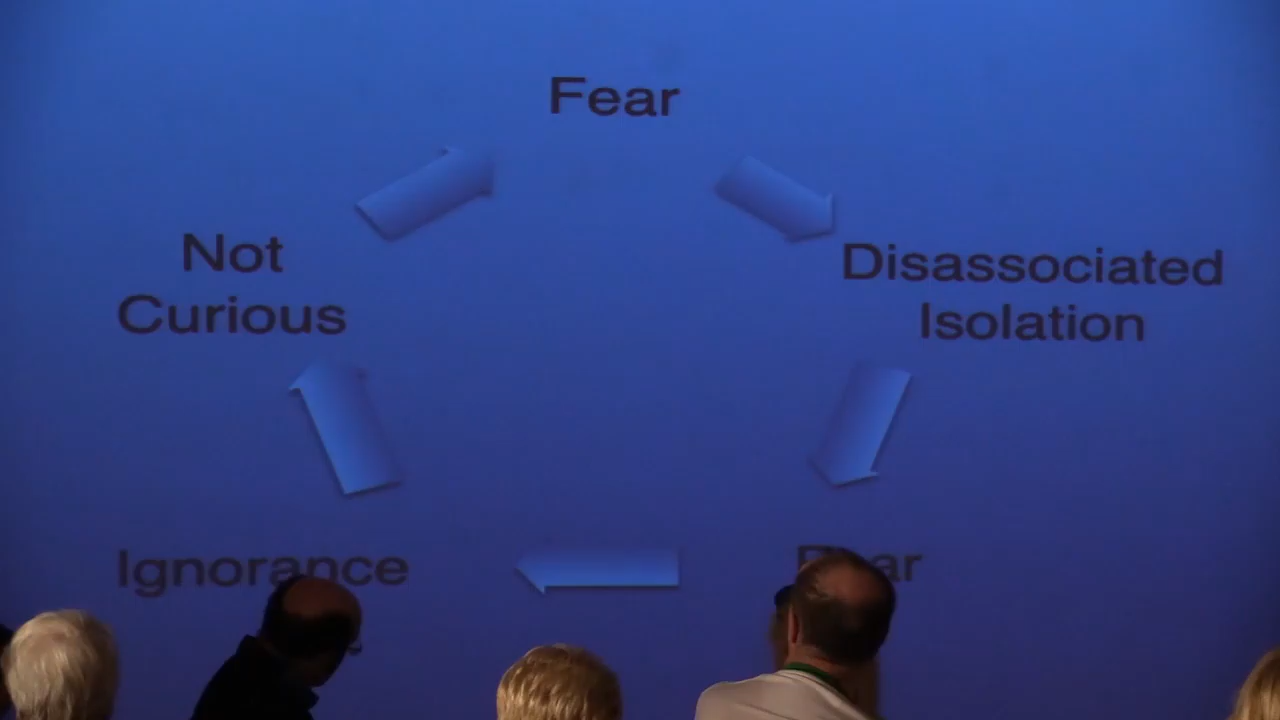 Fear
Not
Curious
Disassociated
Isolation
Ignorance